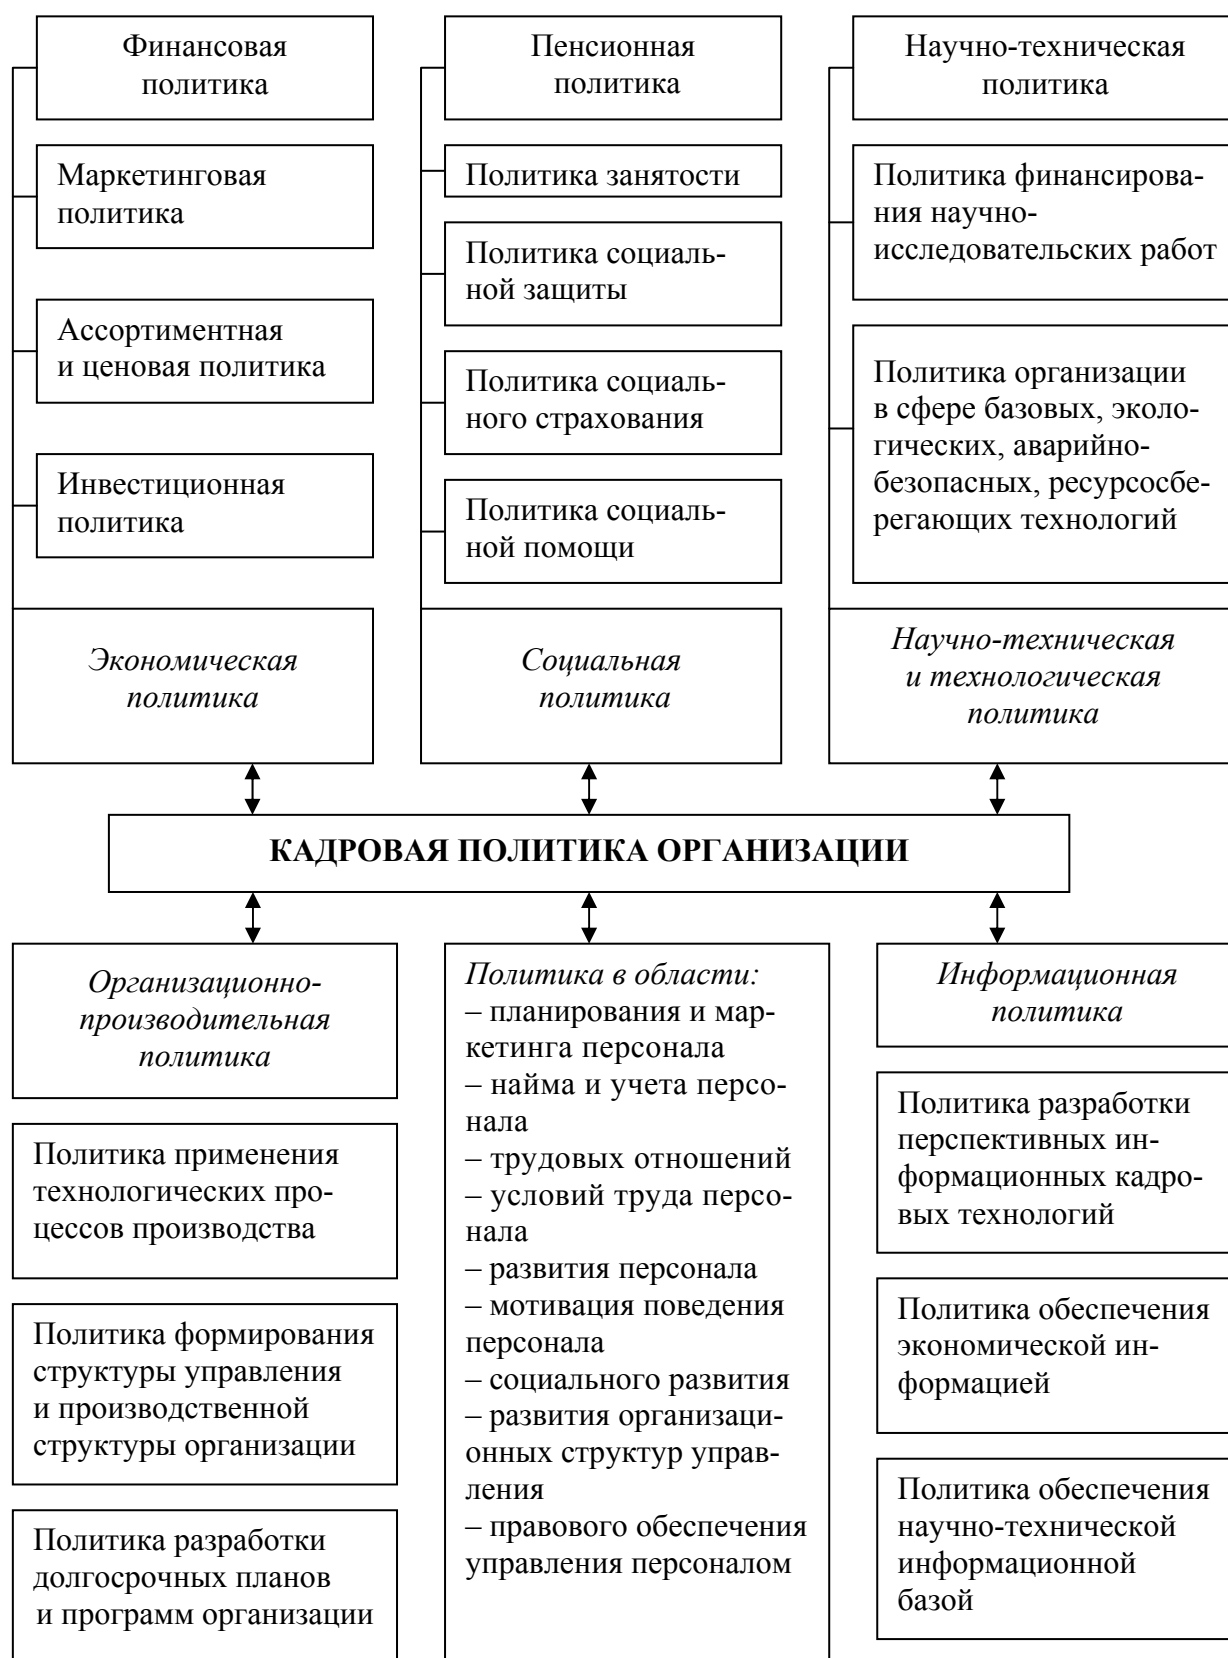 Финансовая
политика
Маркетинговая
политика
Ассортиментная
и ценовая политика
Инвестиционная
политика
Экономическая
политика
Пенсионная
политика
Политика занятости
Политика социаль-
ной защиты
Политика социаль-
ного страхования
Политика социаль-
ной помощи
Социальная
политика
Научно-техническая
политика
Политика финансирова-
ния научно-
исследовательских работ
Политика организации
в сфере базовых, эколо-
гических, аварийно-
безопасных, ресурсосбе-
регающих технологий
Научно-техническая
и технологическая
политика
КАДРОВАЯ ПОЛИТИКА ОРГАНИЗАЦИИ
Организационно-
производительная
политика
Политика применения
технологических про-
цессов производства
Политика формирования
структуры управления
и производственной
структуры организации
Политика разработки
долгосрочных планов
и программ организации
Политика в области:
– планирования и мар-
кетинга персонала
– найма и учета персо-
нала
– трудовых отношений
– условий труда персо-
нала
– развития персонала
– мотивация поведения
персонала
– социального развития
– развития организаци-
онных структур управ-
ления
– правового обеспечения
управления персоналом
Информационная
политика
Политика разработки
перспективных ин-
формационных кадро-
вых технологий
Политика обеспечения
экономической ин-
формацией
Политика обеспечения
научно-технической
информационной
базой